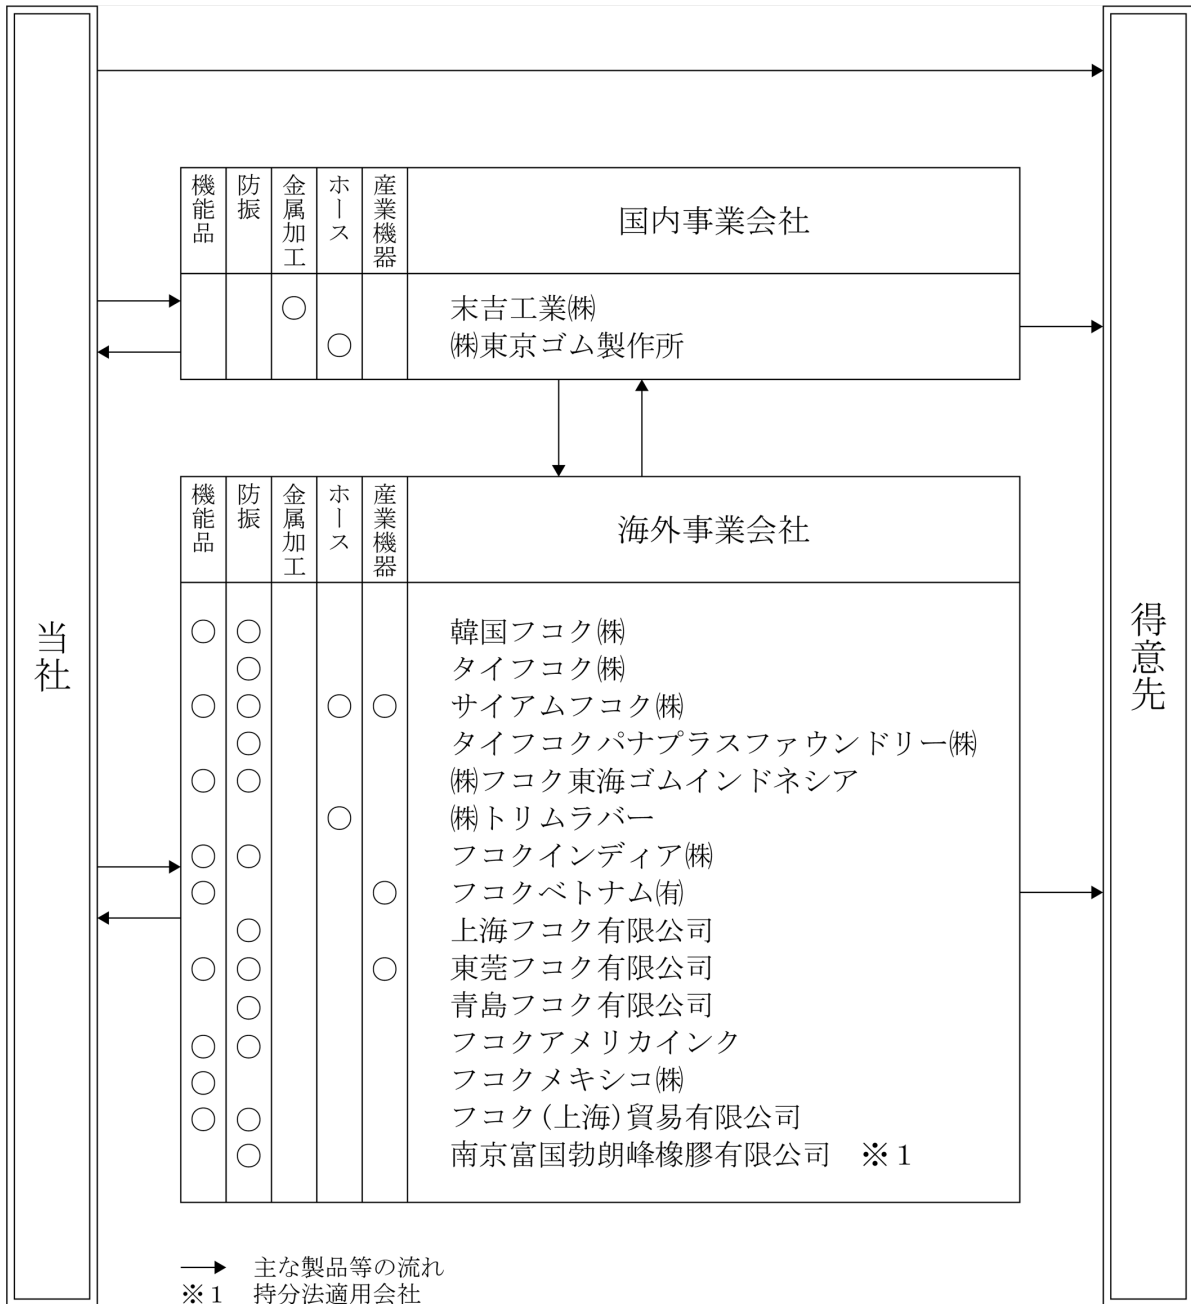 当社
得意先
機能品
防振
金属加工
ホース
産業機器
国内事業会社
○ 末吉工業㈱
○ ㈱東京ゴム製作所
機能品
防振
金属加工
ホース
産業機器
海外事業会社
○ ○ 韓国フコク㈱
○ タイフコク㈱
○ ○ ○ ○ サイアムフコク㈱
○ タイフコクパナプラスファウンドリー㈱
○ ○ ㈱フコク東海ゴムインドネシア
○ ㈱トリムラバー
○ ○ フコクインディア㈱
○ ○ フコクベトナム㈲
○ 上海フコク有限公司
○ ○ ○ 東莞フコク有限公司
○ 青島フコク有限公司
○ ○ フコクアメリカインク
○ フコクメキシコ㈱
○ ○ フコク(上海)貿易有限公司
○ 南京富国勃朗峰橡膠有限公司 ※1
→ 主な製品等の流れ
※1 持分法適用会社